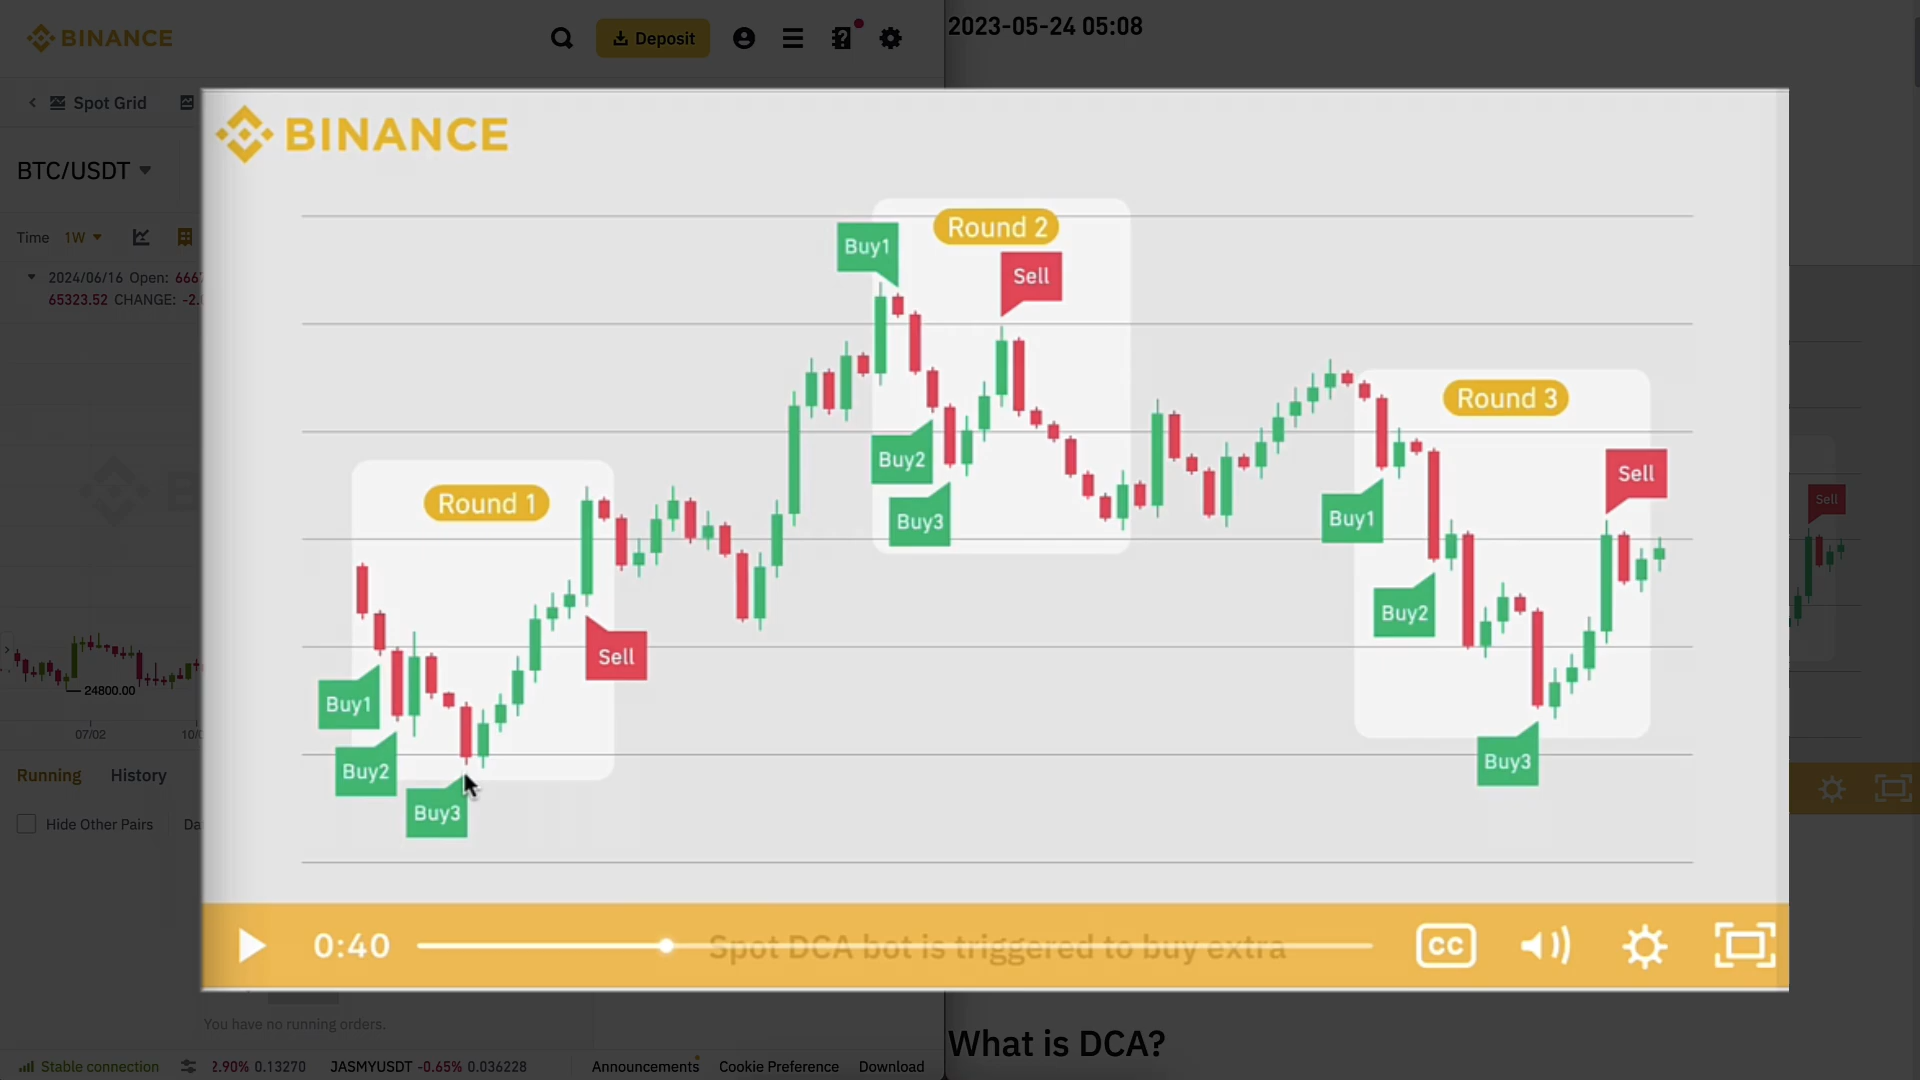 BINANCE
Deposit
2023-05-24 05:08
Spot Grid
BINANCE
BTC/USDT
Time 1W
2024/06/16 Open:
65323.52 CHANGE:
Round 2
Buy1
Sell
Round 3
Buy2
Sell
Sell
Round 1
Buy3
Buy1
Buy2
Sell
24800.00
Buy1
07/02
Buy3
Running History
Buy2
Hide Other Pairs
Buy3
0:40
Spot DCA bot is triggered to buy extra
CC
You have no running orders.
What is DCA?
Stable connection
2.90% 0.13270 JASMYUSDT -0.65% 0.036228
Announcements Cookie Preference Download